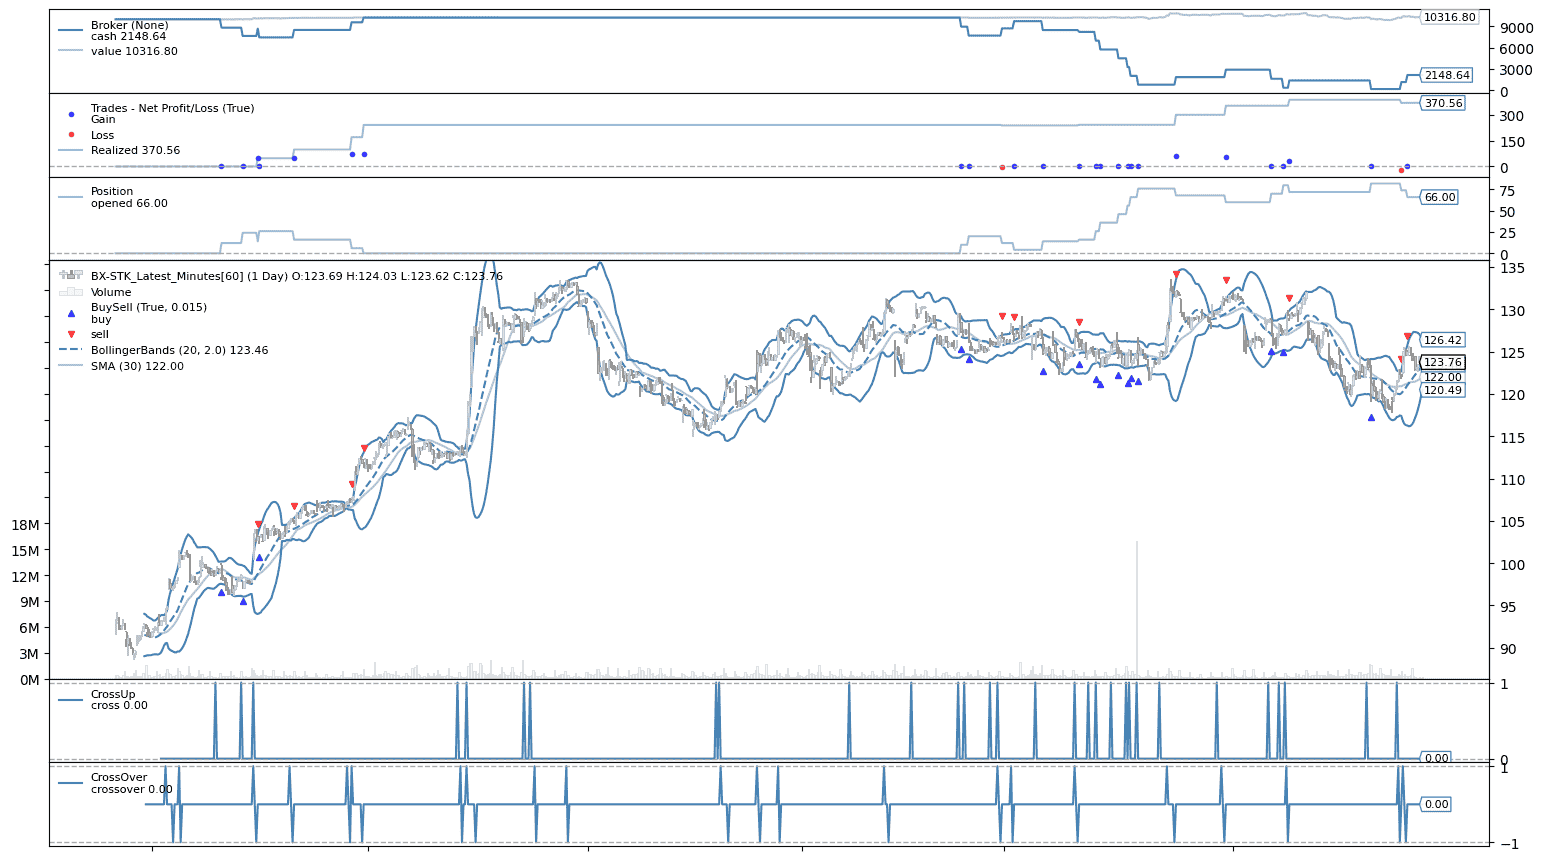 Broker (None)
cash 2148.64
value 10316.80
10316.80
9000
6000
3000
2148.64
0
Trades - Net Profit/Loss (True)
Gain
Loss
Realized 370.56
370.56
300
150
0
Position
opened 66.00
75
66.00
50
25
0
BX-STK_Latest_Minutes[60] (1 Day) O:123.69 H:124.03 L:123.62 C:123.76
Volume
BuySell (True, 0.015)
buy
sell
BollingerBands (20, 2.0) 123.46
SMA (30) 122.00
135
130
126.42
125
123.76
122.00
120.49
120
115
110
105
100
95
90
18M
15M
12M
9M
6M
3M
0M
CrossUp
cross 0.00
1
0.00
0
CrossOver
crossover 0.00
1
0.00
−1